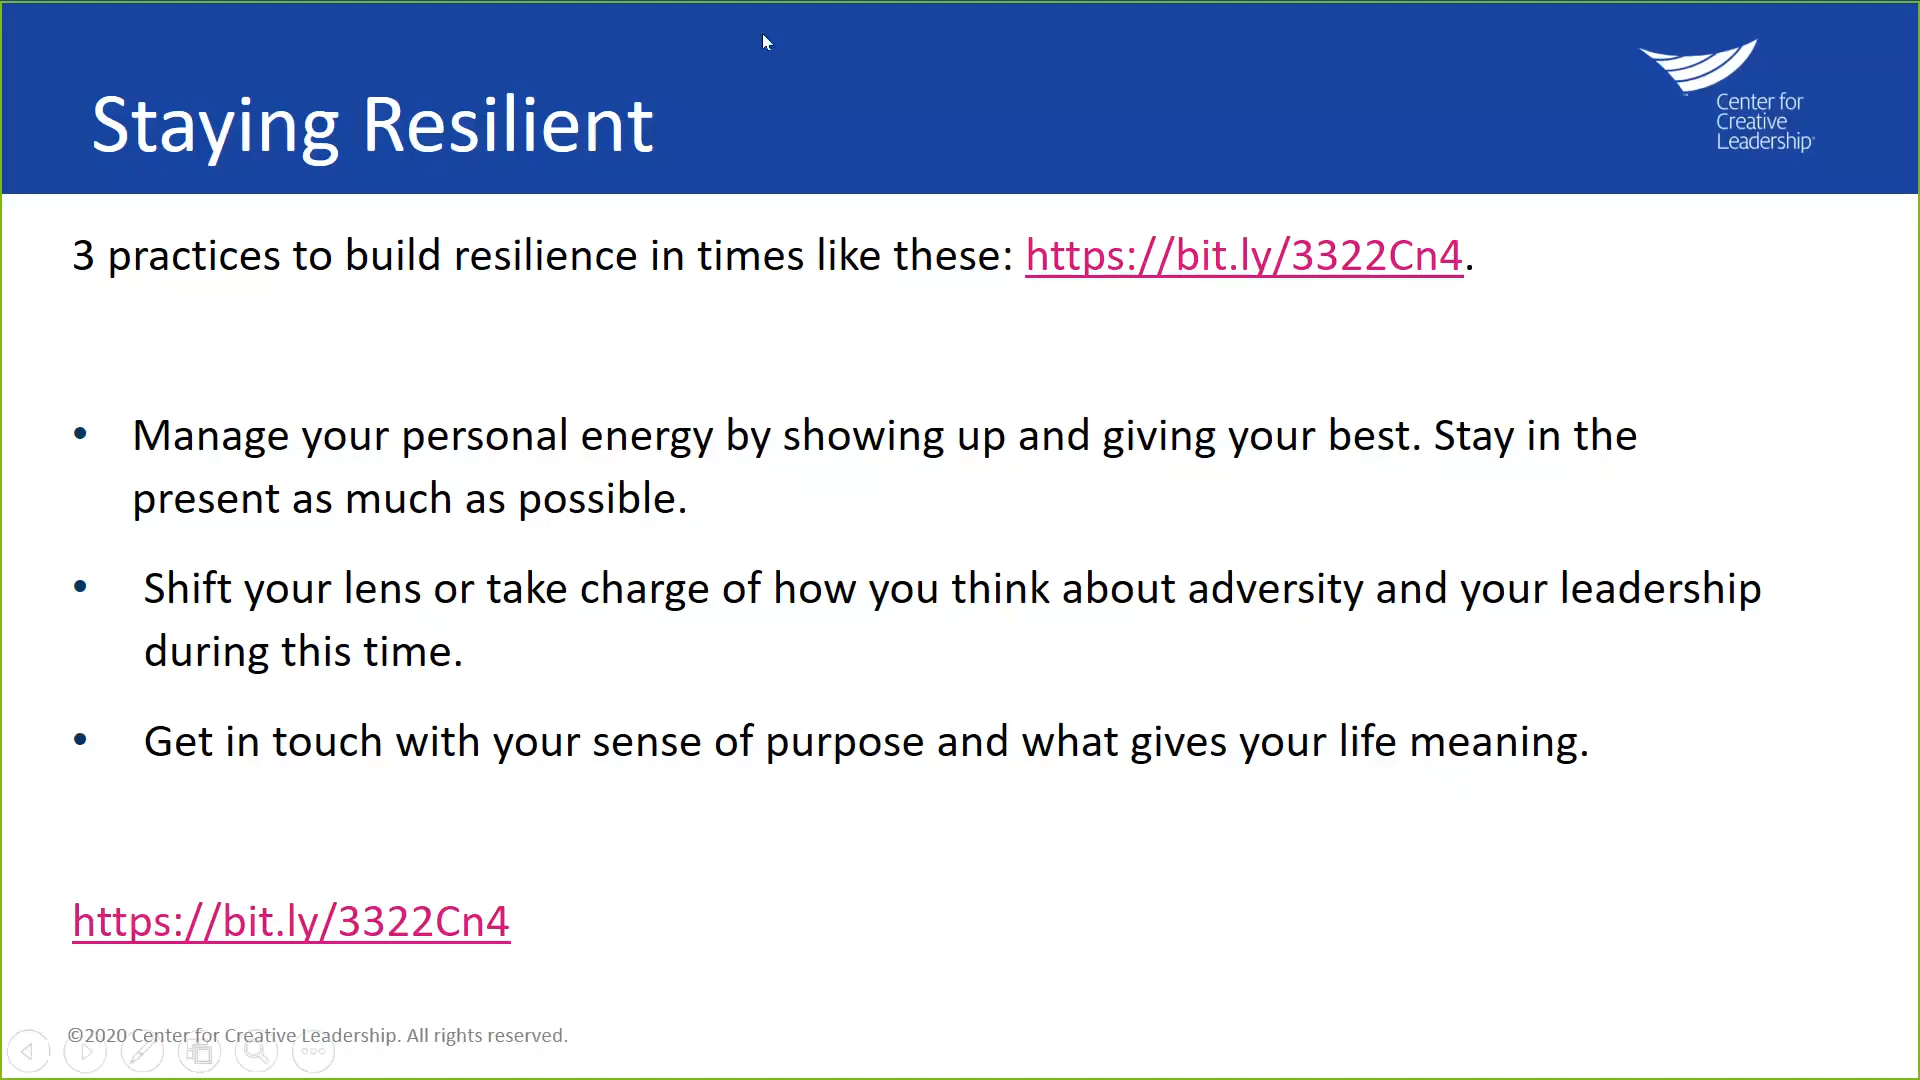 Staying Resilient
Center for
Creative
Leadership
3 practices to build resilience in times like these: https://bit.ly/3322Cn4.
• Manage your personal energy by showing up and giving your best. Stay in the
present as much as possible.
• Shift your lens or take charge of how you think about adversity and your leadership
during this time.
• Get in touch with your sense of purpose and what gives your life meaning.
https://bit.ly/3322Cn4
©2020 Center for Creative Leadership. All rights reserved.